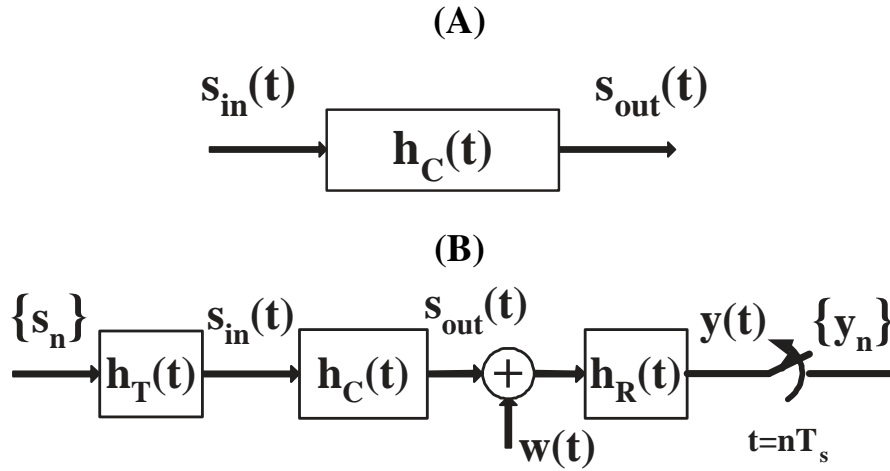 (A)
s_in(t) s_out(t)
h_C(t)
(B)
{s_n} s_in(t) s_out(t) y(t) {y_n}
h_T(t) h_C(t) + h_R(t)
w(t) t=nT_s